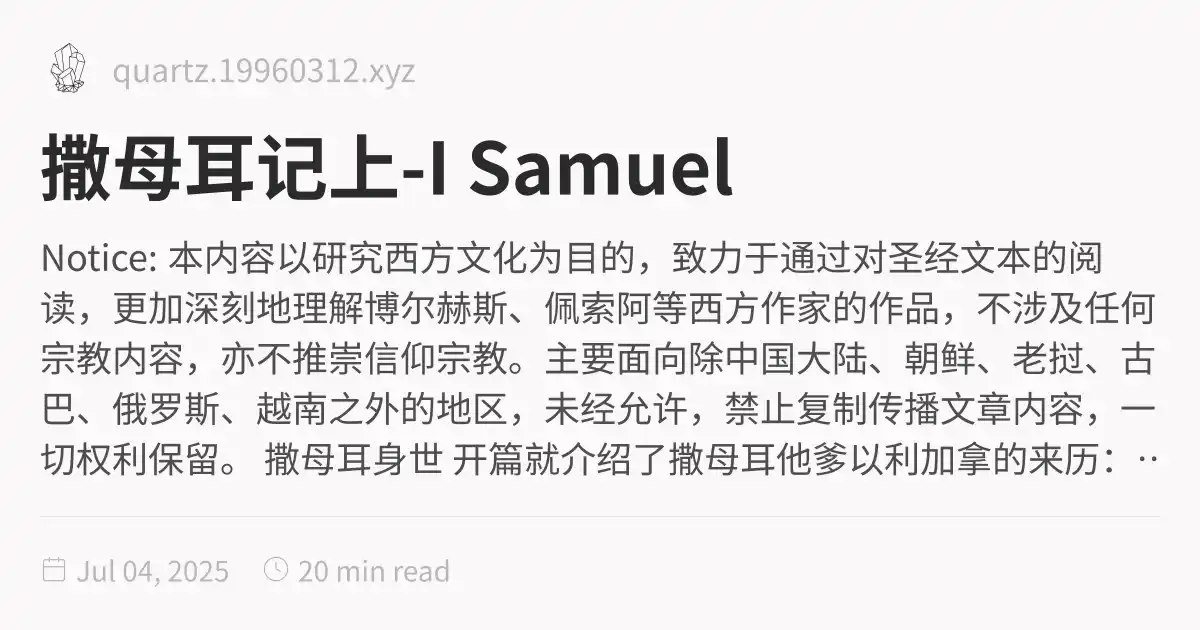 quartz.19960312.xyz
撒母耳记上-I Samuel
Notice: 本内容以研究西方文化为目的，致力于通过对圣经文本的阅
读，更加深刻地理解博尔赫斯、佩索阿等西方作家的作品，不涉及任何
宗教内容，亦不推崇信仰宗教。主要面向除中国大陆、朝鲜、老挝、古
巴、俄罗斯、越南之外的地区，未经允许，禁止复制传播文章内容，一
切权利保留。 撒母耳身世 开篇就介绍了撒母耳他爹以利加拿的来历：··
Jul 04, 2025 20 min read